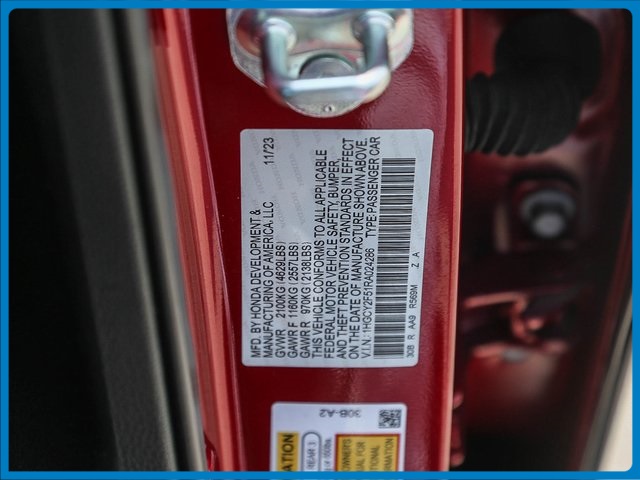 MFD. BY HONDA DEVELOPMENT &
MANUFACTURING OF AMERICA, LLC 11/23
GVWR 2100KG(4629LBS)
GAWR F 1160KG(2557LBS)
GAWR R 970KG(2138LBS)
THIS VEHICLE CONFORMS TO ALL APPLICABLE
FEDERAL MOTOR VEHICLE SAFETY, BUMPER,
AND THEFT PREVENTION STANDARDS IN EFFECT
ON THE DATE OF MANUFACTURE SHOWN ABOVE.
V.I.N. 1HGCY2F51RA024286 TYPE:PASSENGER CAR
30B R AA9 R569M Z A
30B-A2